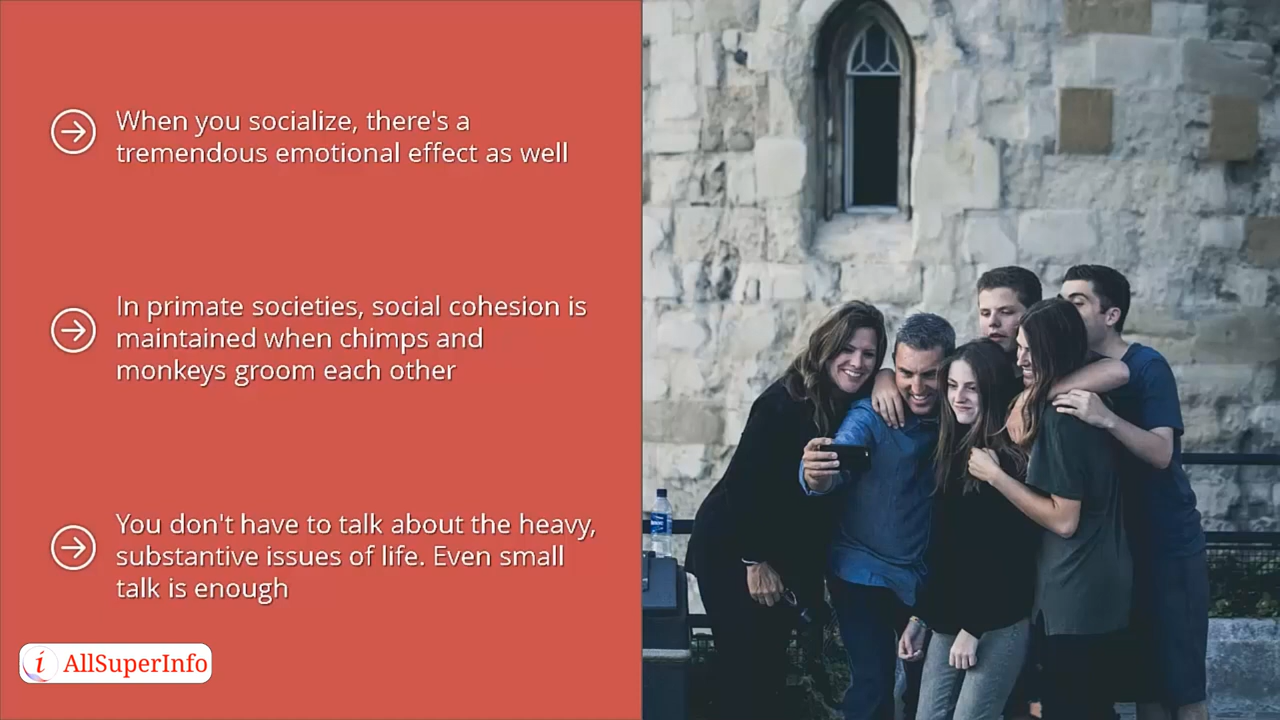 When you socialize, there's a
tremendous emotional effect as well
In primate societies, social cohesion is
maintained when chimps and
monkeys groom each other
You don't have to talk about the heavy,
substantive issues of life. Even small
talk is enough
i AllSuperInfo